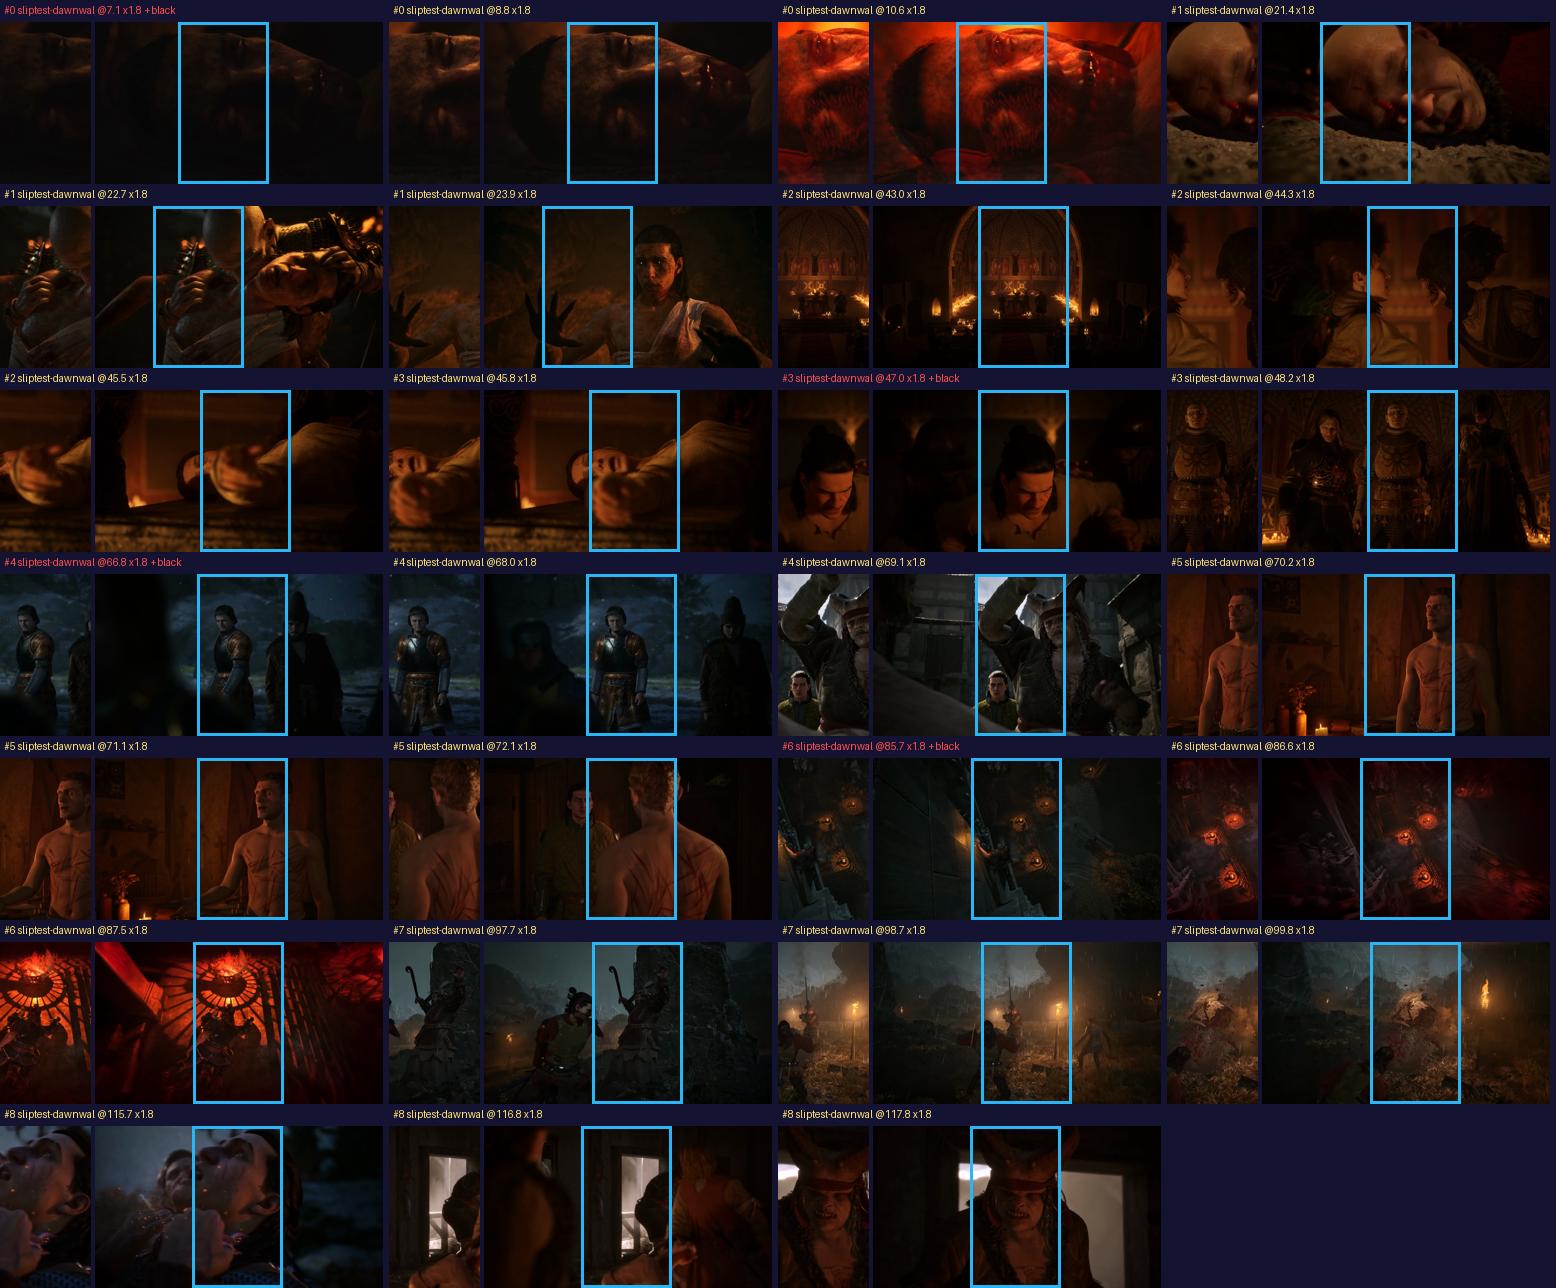 #0 sliptest-dawnwal @7.1 x1.8 +black
#0 sliptest-dawnwal @8.8 x1.8
#0 sliptest-dawnwal @10.6 x1.8
#1 sliptest-dawnwal @21.4 x1.8
#1 sliptest-dawnwal @22.7 x1.8
#1 sliptest-dawnwal @23.9 x1.8
#2 sliptest-dawnwal @43.0 x1.8
#2 sliptest-dawnwal @44.3 x1.8
#2 sliptest-dawnwal @45.5 x1.8
#3 sliptest-dawnwal @45.8 x1.8
#3 sliptest-dawnwal @47.0 x1.8 +black
#3 sliptest-dawnwal @48.2 x1.8
#4 sliptest-dawnwal @66.8 x1.8 +black
#4 sliptest-dawnwal @68.0 x1.8
#4 sliptest-dawnwal @69.1 x1.8
#5 sliptest-dawnwal @70.2 x1.8
#5 sliptest-dawnwal @71.1 x1.8
#5 sliptest-dawnwal @72.1 x1.8
#6 sliptest-dawnwal @85.7 x1.8 +black
#6 sliptest-dawnwal @86.6 x1.8
#6 sliptest-dawnwal @87.5 x1.8
#7 sliptest-dawnwal @97.7 x1.8
#7 sliptest-dawnwal @98.7 x1.8
#7 sliptest-dawnwal @99.8 x1.8
#8 sliptest-dawnwal @115.7 x1.8
#8 sliptest-dawnwal @116.8 x1.8
#8 sliptest-dawnwal @117.8 x1.8